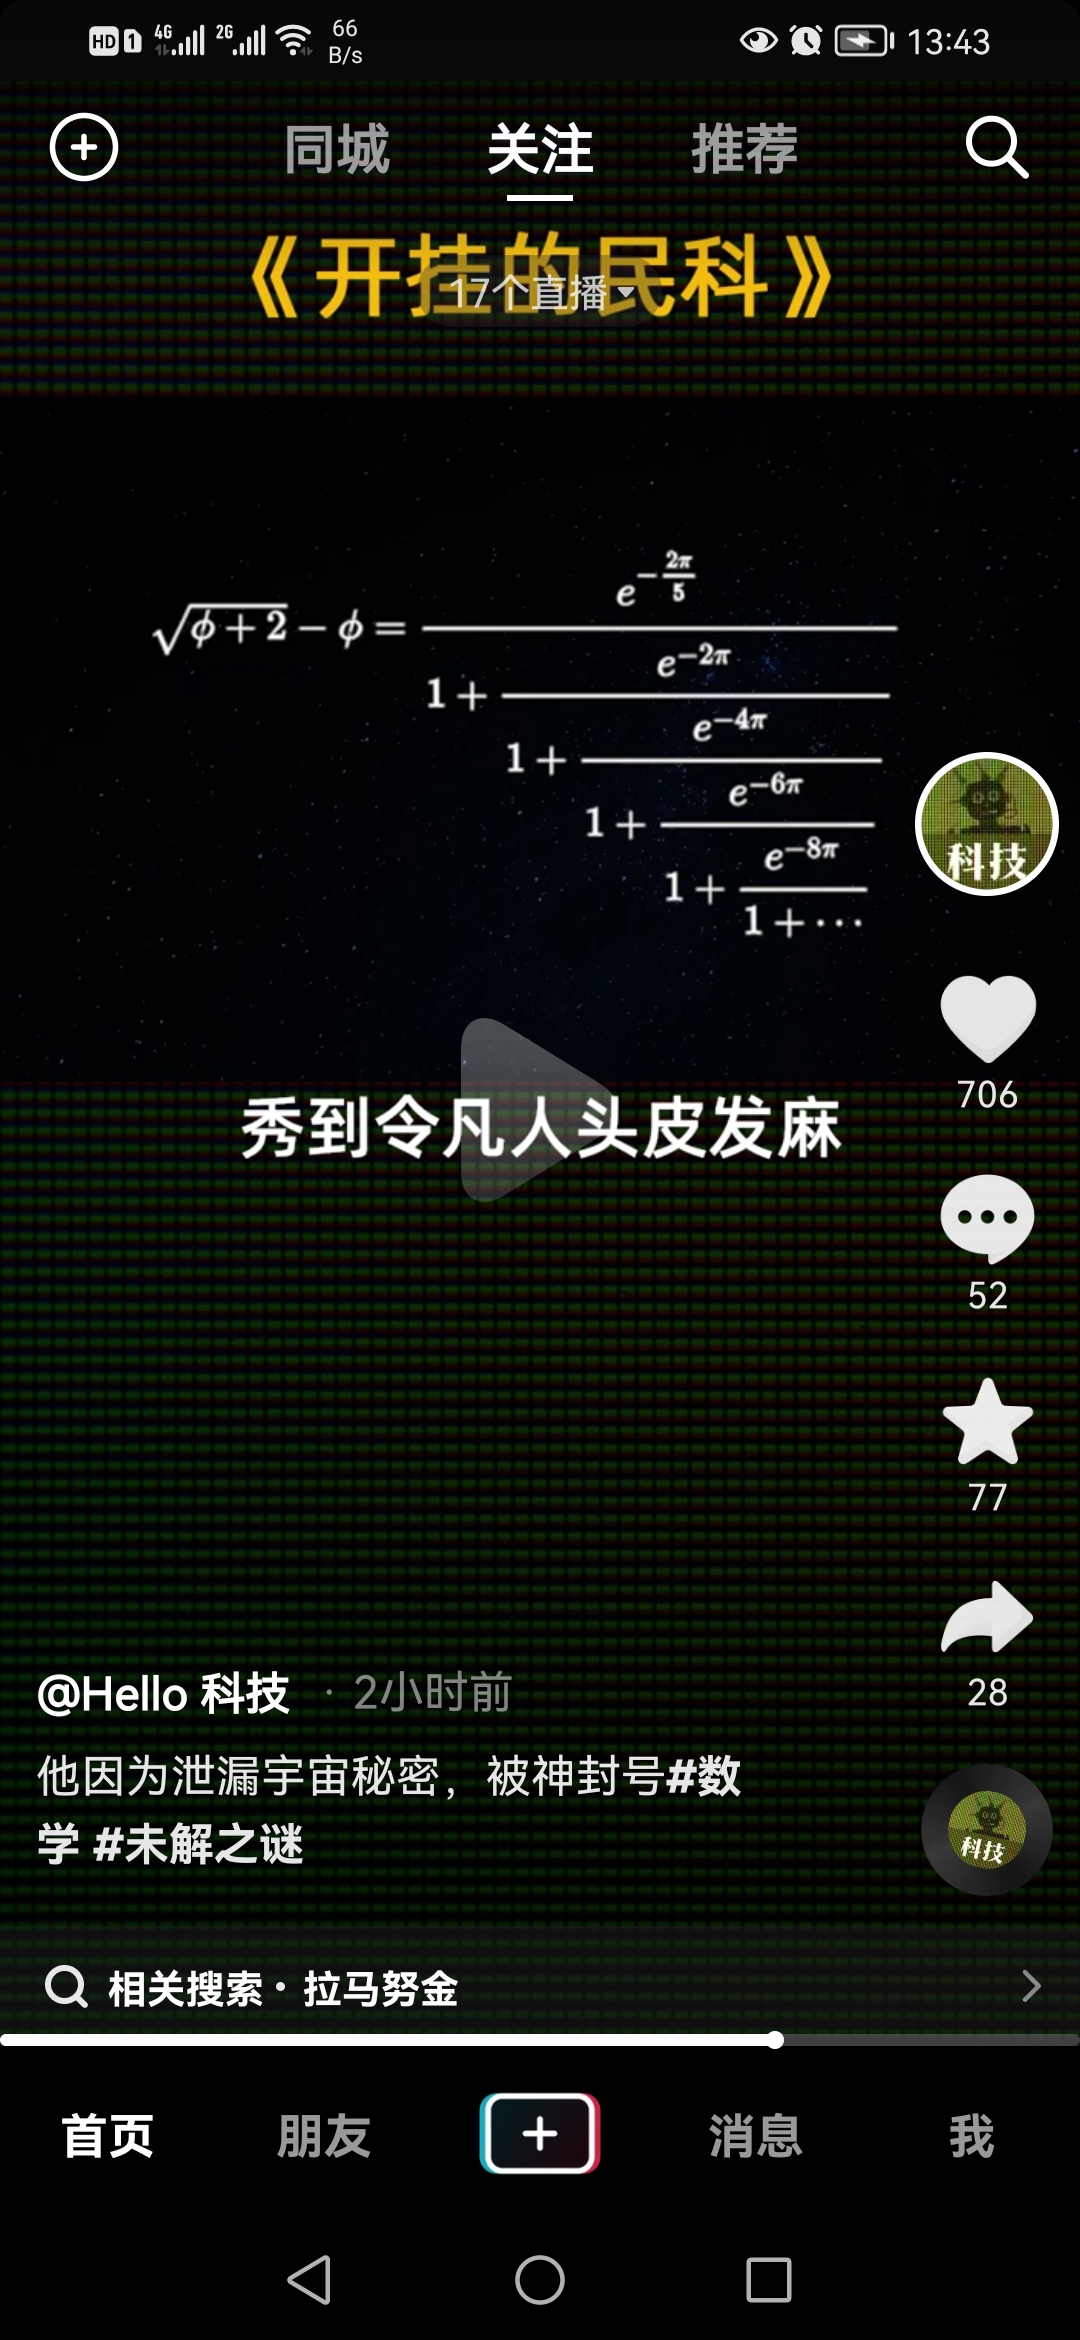 HD 1 4G 2G 66 B/s 13:43
同城 关注 推荐
《开挂的民科》
17个直播
\sqrt{\phi+2}-\phi=\cfrac{e^{-\frac{2\pi}{5}}}{1+\cfrac{e^{-2\pi}}{1+\cfrac{e^{-4\pi}}{1+\cfrac{e^{-6\pi}}{1+\cfrac{e^{-8\pi}}{1+\cdots}}}}}
科技
706
秀到令凡人头皮发麻
52
77
28
@Hello 科技 · 2小时前
他因为泄漏宇宙秘密，被神封号#数
学 #未解之谜
科技
相关搜索 · 拉马努金
首页 朋友 消息 我